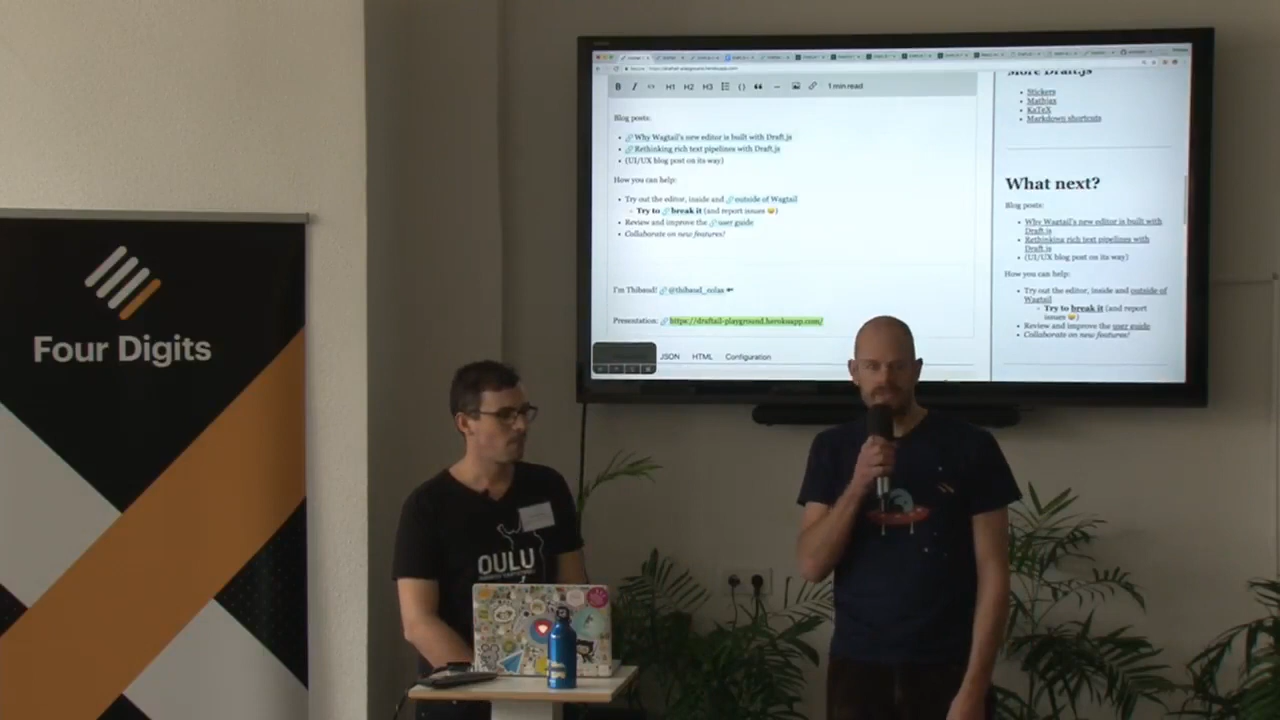 Four Digits
B I <> H1 H2 H3 {} 1 min read
Blog posts:
Why Wagtail's new editor is built with Draft.js
Rethinking rich text pipelines with Draft.js
(UI/UX blog post on its way)
How you can help:
Try out the editor, inside and outside of Wagtail
Try to break it (and report issues 😄)
Review and improve the user guide
Collaborate on new features!
I'm Thibaud! @thibaud_colas
Presentation: https://draftail-playground.herokuapp.com/
JSON HTML Configuration
More Draft.js
Stickers
Mathjax
KaTeX
Markdown shortcuts
What next?
Blog posts:
Why Wagtail's new editor is built with
Draft.js
Rethinking rich text pipelines with
Draft.js
(UI/UX blog post on its way)
How you can help:
Try out the editor, inside and outside of
Wagtail
Try to break it (and report
issues 😄)
Review and improve the user guide
Collaborate on new features!
OULU